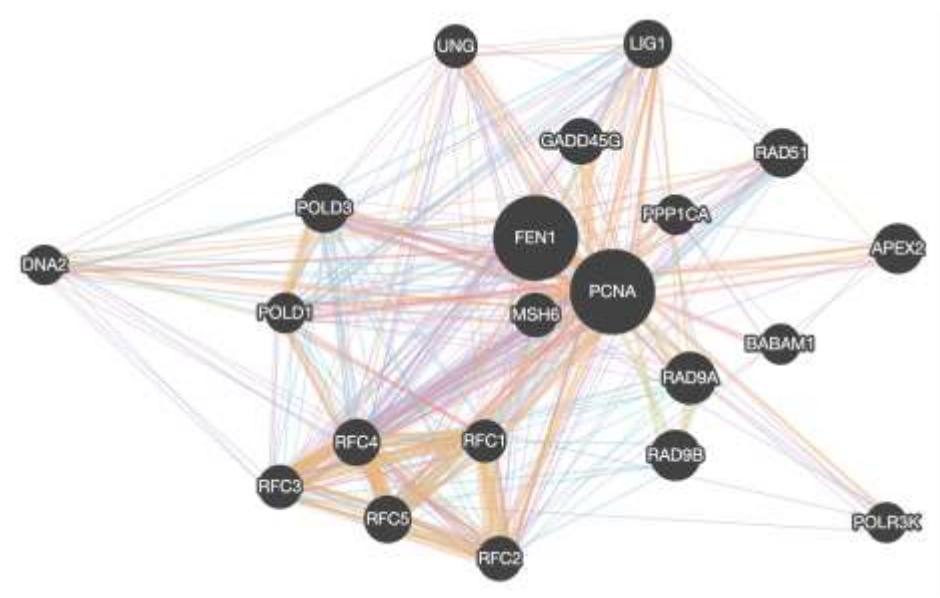 UNG
LIG1
GADD45G
RAD51
POLD3
PPP1CA
FEN1
APEX2
DNA2
PCNA
POLD1
MSH6
BABAM1
RAD9A
RFC4
RFC1
RAD9B
RFC3
RFC5
POLR3K
RFC2